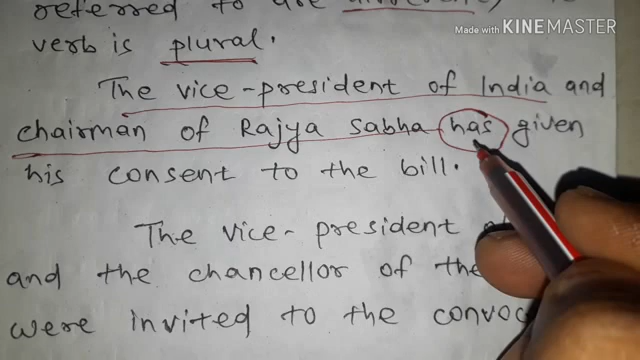 Made with KINEMASTER
referred to are
verb is plural.
The vice-president of India and
chairman of Rajya Sabha has given
his consent to the bill.
The vice-president
and the chancellor of the
were invited to the